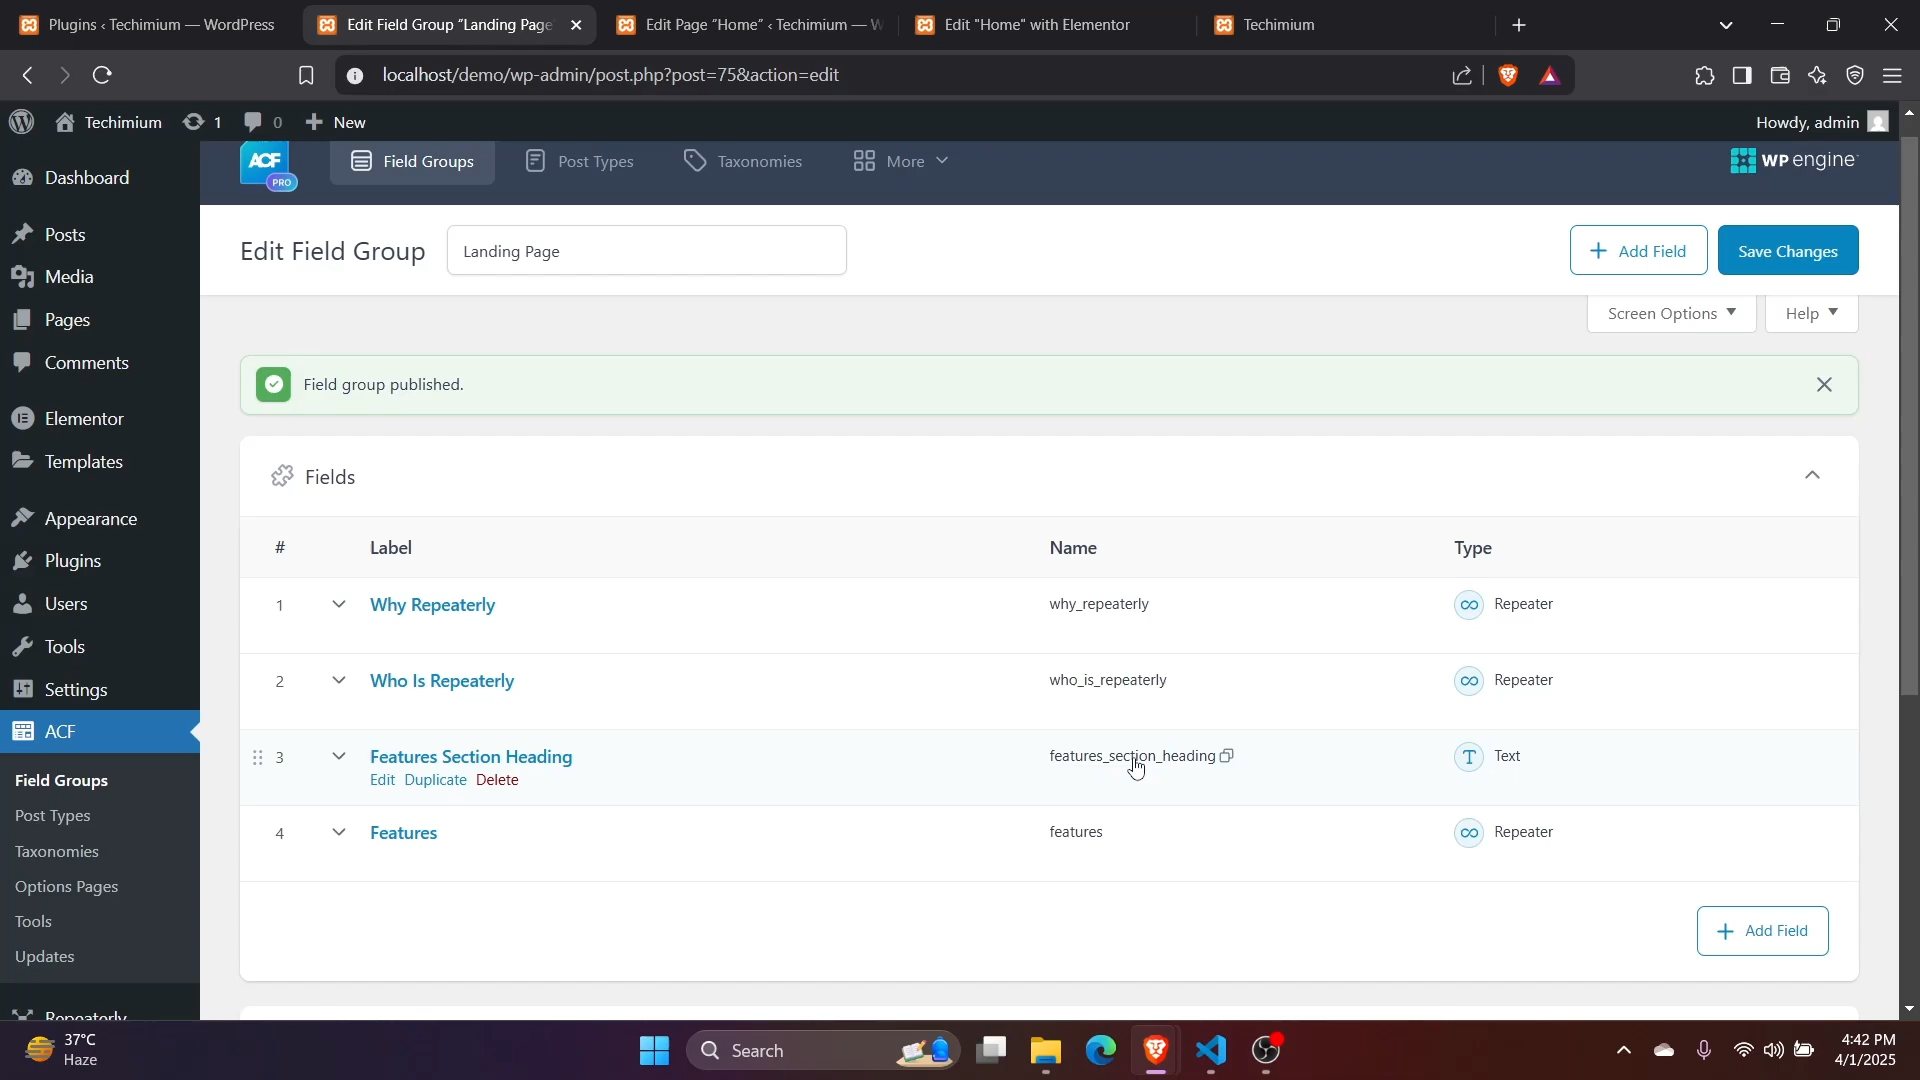 Plugins ‹ Techimium — WordPress
Edit Field Group "Landing Page
Edit Page "Home" ‹ Techimium — W
Edit "Home" with Elementor
Techimium
localhost/demo/wp-admin/post.php?post=75&action=edit
Techimium
1
0
New
Howdy, admin
Dashboard
Posts
Media
Pages
Comments
Elementor
Templates
Appearance
Plugins
Users
Tools
Settings
ACF
Field Groups
Post Types
Taxonomies
Options Pages
Tools
Updates
Repeaterly
ACF
PRO
Field Groups
Post Types
Taxonomies
More
WP engine
Edit Field Group
Landing Page
Add Field
Save Changes
Screen Options
Help
Field group published.
Fields
# Label Name Type
1 Why Repeaterly why_repeaterly Repeater
2 Who Is Repeaterly who_is_repeaterly Repeater
3 Features Section Heading features_section_heading Text
Edit Duplicate Delete
4 Features features Repeater
Add Field
37°C
Haze
Search
4:42 PM
4/1/2025